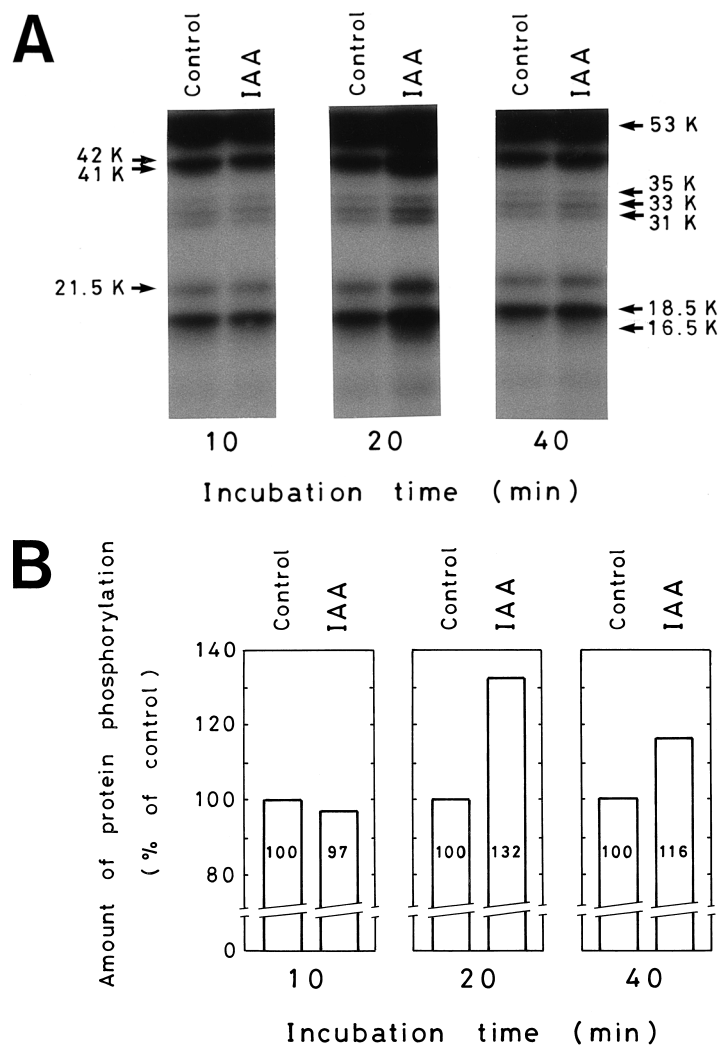 A
Control IAA Control IAA Control IAA
53 K
42 K
41 K
35 K
33 K
31 K
21.5 K
18.5 K
16.5 K
10 20 40
Incubation time (min)
B
Amount of protein phosphorylation
(% of control)
Control IAA Control IAA Control IAA
140
120
100
80
0
100 97 100 132 100 116
10 20 40
Incubation time (min)